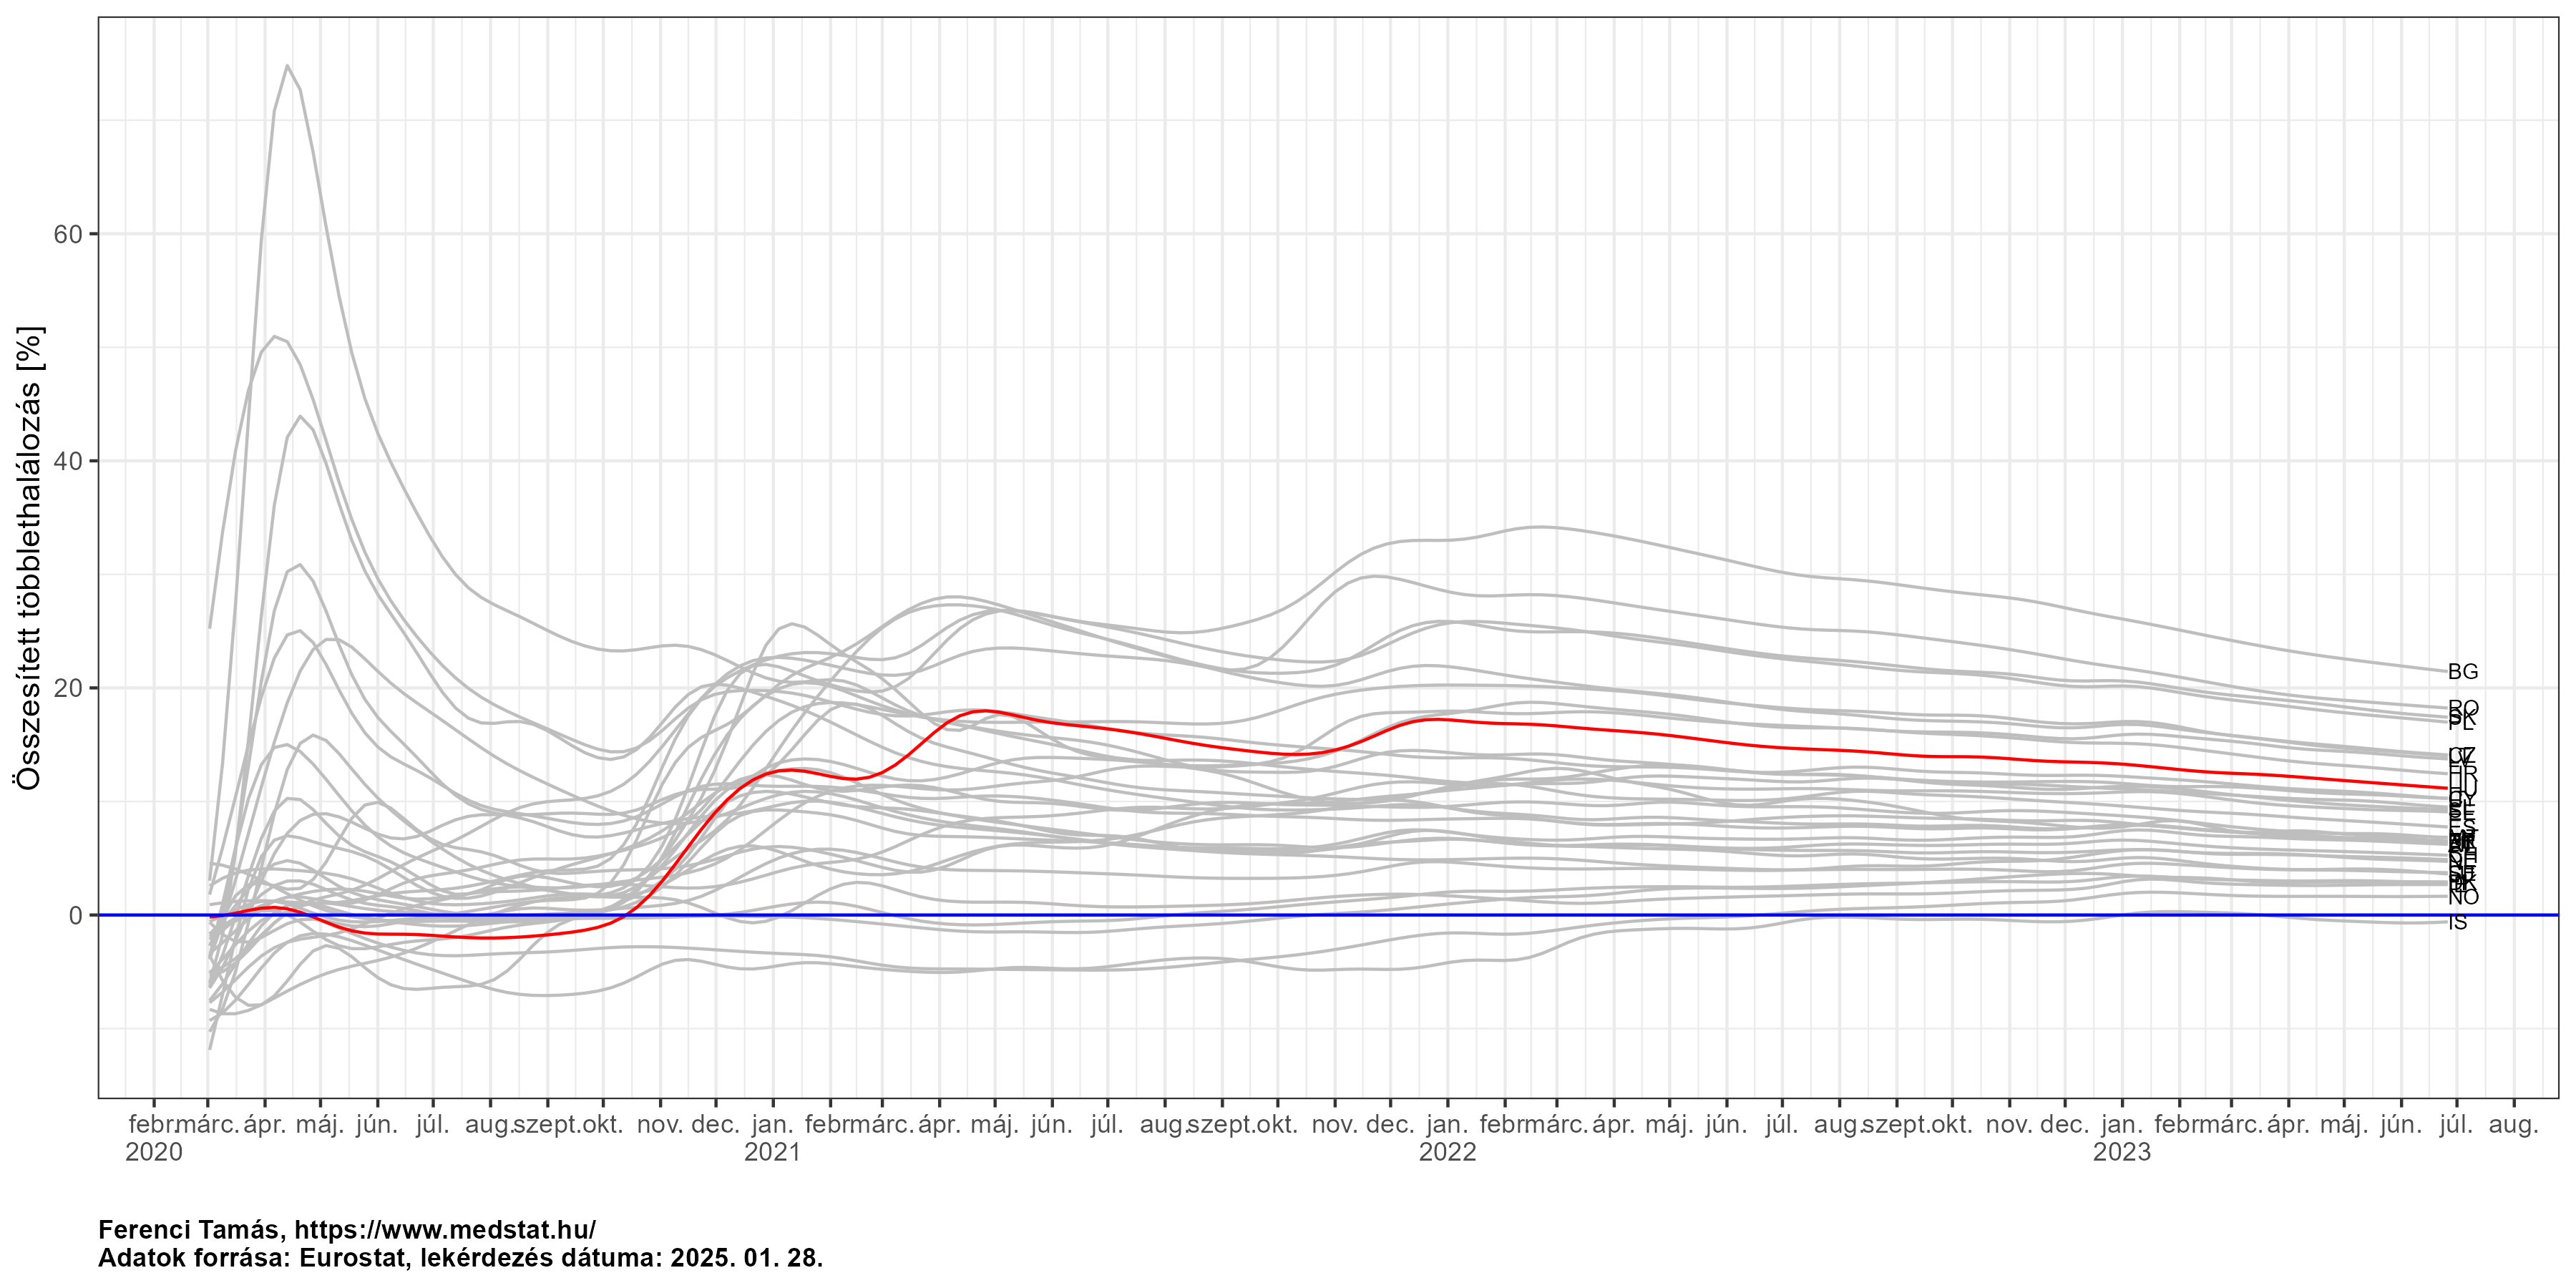 Összesített többlethalálozás [%]
60
40
20
0
BG
RO
SK
PL
CZ
HR
HU
CY
EE
ES
CH
NO
IS
febr. márc. ápr. máj. jún. júl. aug. szept. okt. nov. dec. jan. febr. márc. ápr. máj. jún. júl. aug. szept. okt. nov. dec. jan. febr. márc. ápr. máj. jún. júl. aug. szept. okt. nov. dec. jan. febr. márc. ápr. máj. jún. júl. aug.
2020 2021 2022 2023
Ferenci Tamás, https://www.medstat.hu/
Adatok forrása: Eurostat, lekérdezés dátuma: 2025. 01. 28.